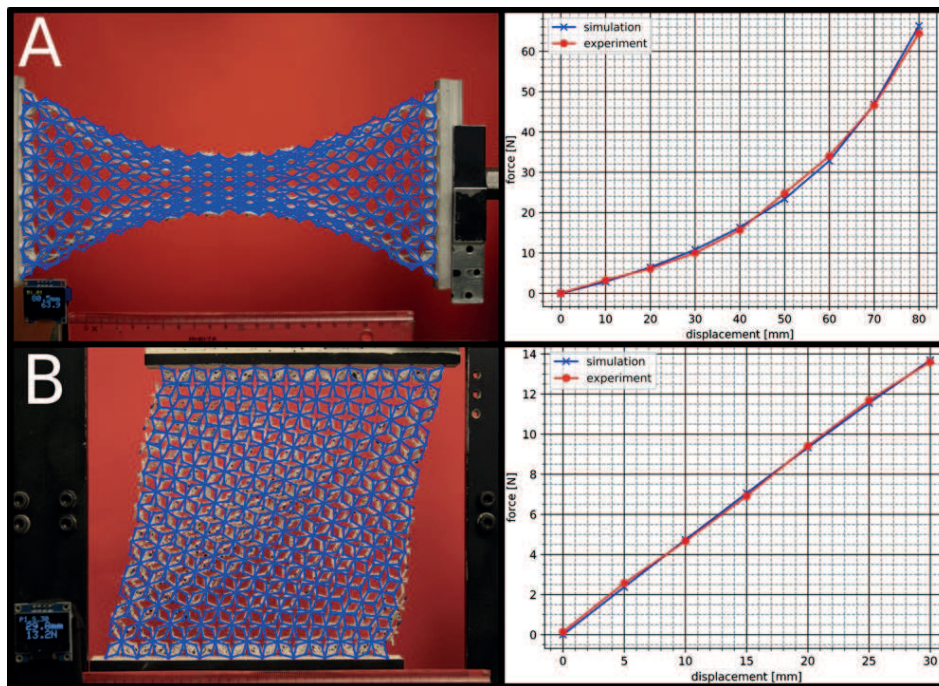 A
simulation
experiment
60
50
40
30
20
10
0
force [N]
0 10 20 30 40 50 60 70 80
displacement [mm]
B
29.8mm
13.2N
simulation
experiment
14
12
10
8
6
4
2
0
force [N]
0 5 10 15 20 25 30
displacement [mm]